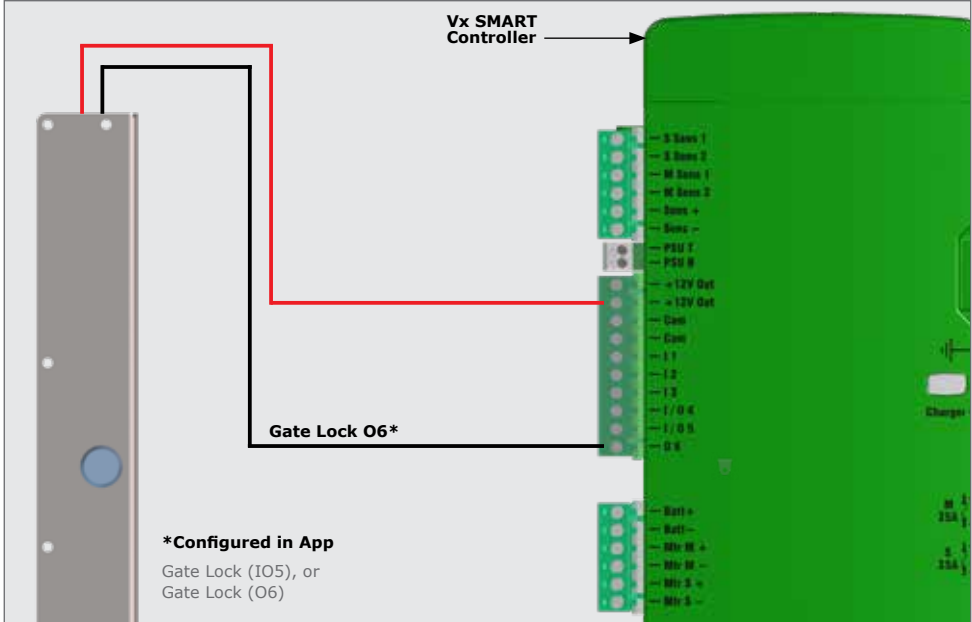 Vx SMART
Controller
S Sens 1
S Sens 2
M Sens 1
M Sens 2
Sens +
Sens –
PSU T
PSU N
+12V Out
+12V Out
Com
Com
I 1
I 2
I 3
I / O 4
I / O 5
O 6
Gate Lock O6*
Charger
Batt+
Batt–
Mtr M +
Mtr M –
Mtr S +
Mtr S –
M
15A
S
15A
*Configured in App
Gate Lock (IO5), or
Gate Lock (O6)